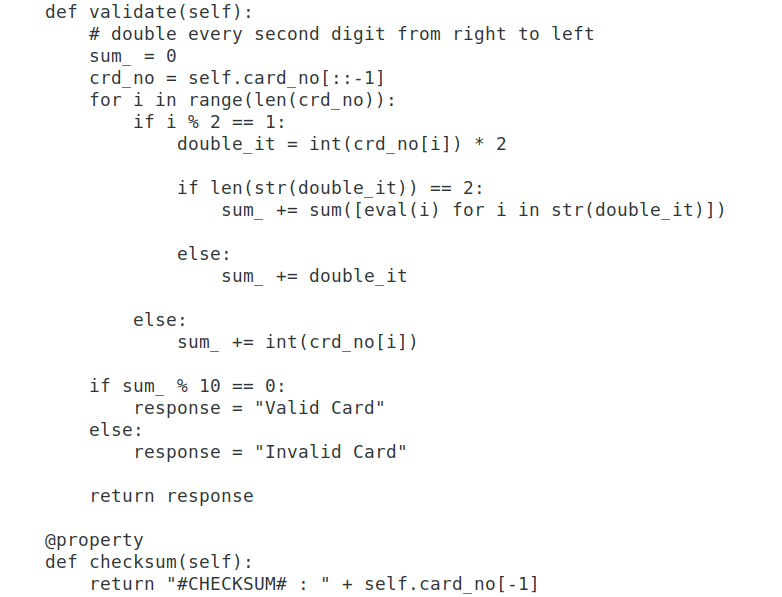 def validate(self):
    # double every second digit from right to left
    sum_ = 0
    crd_no = self.card_no[::-1]
    for i in range(len(crd_no)):
        if i % 2 == 1:
            double_it = int(crd_no[i]) * 2

            if len(str(double_it)) == 2:
                sum_ += sum([eval(i) for i in str(double_it)])

            else:
                sum_ += double_it

        else:
            sum_ += int(crd_no[i])

    if sum_ % 10 == 0:
        response = "Valid Card"
    else:
        response = "Invalid Card"

    return response

@property
def checksum(self):
    return "#CHECKSUM# : " + self.card_no[-1]